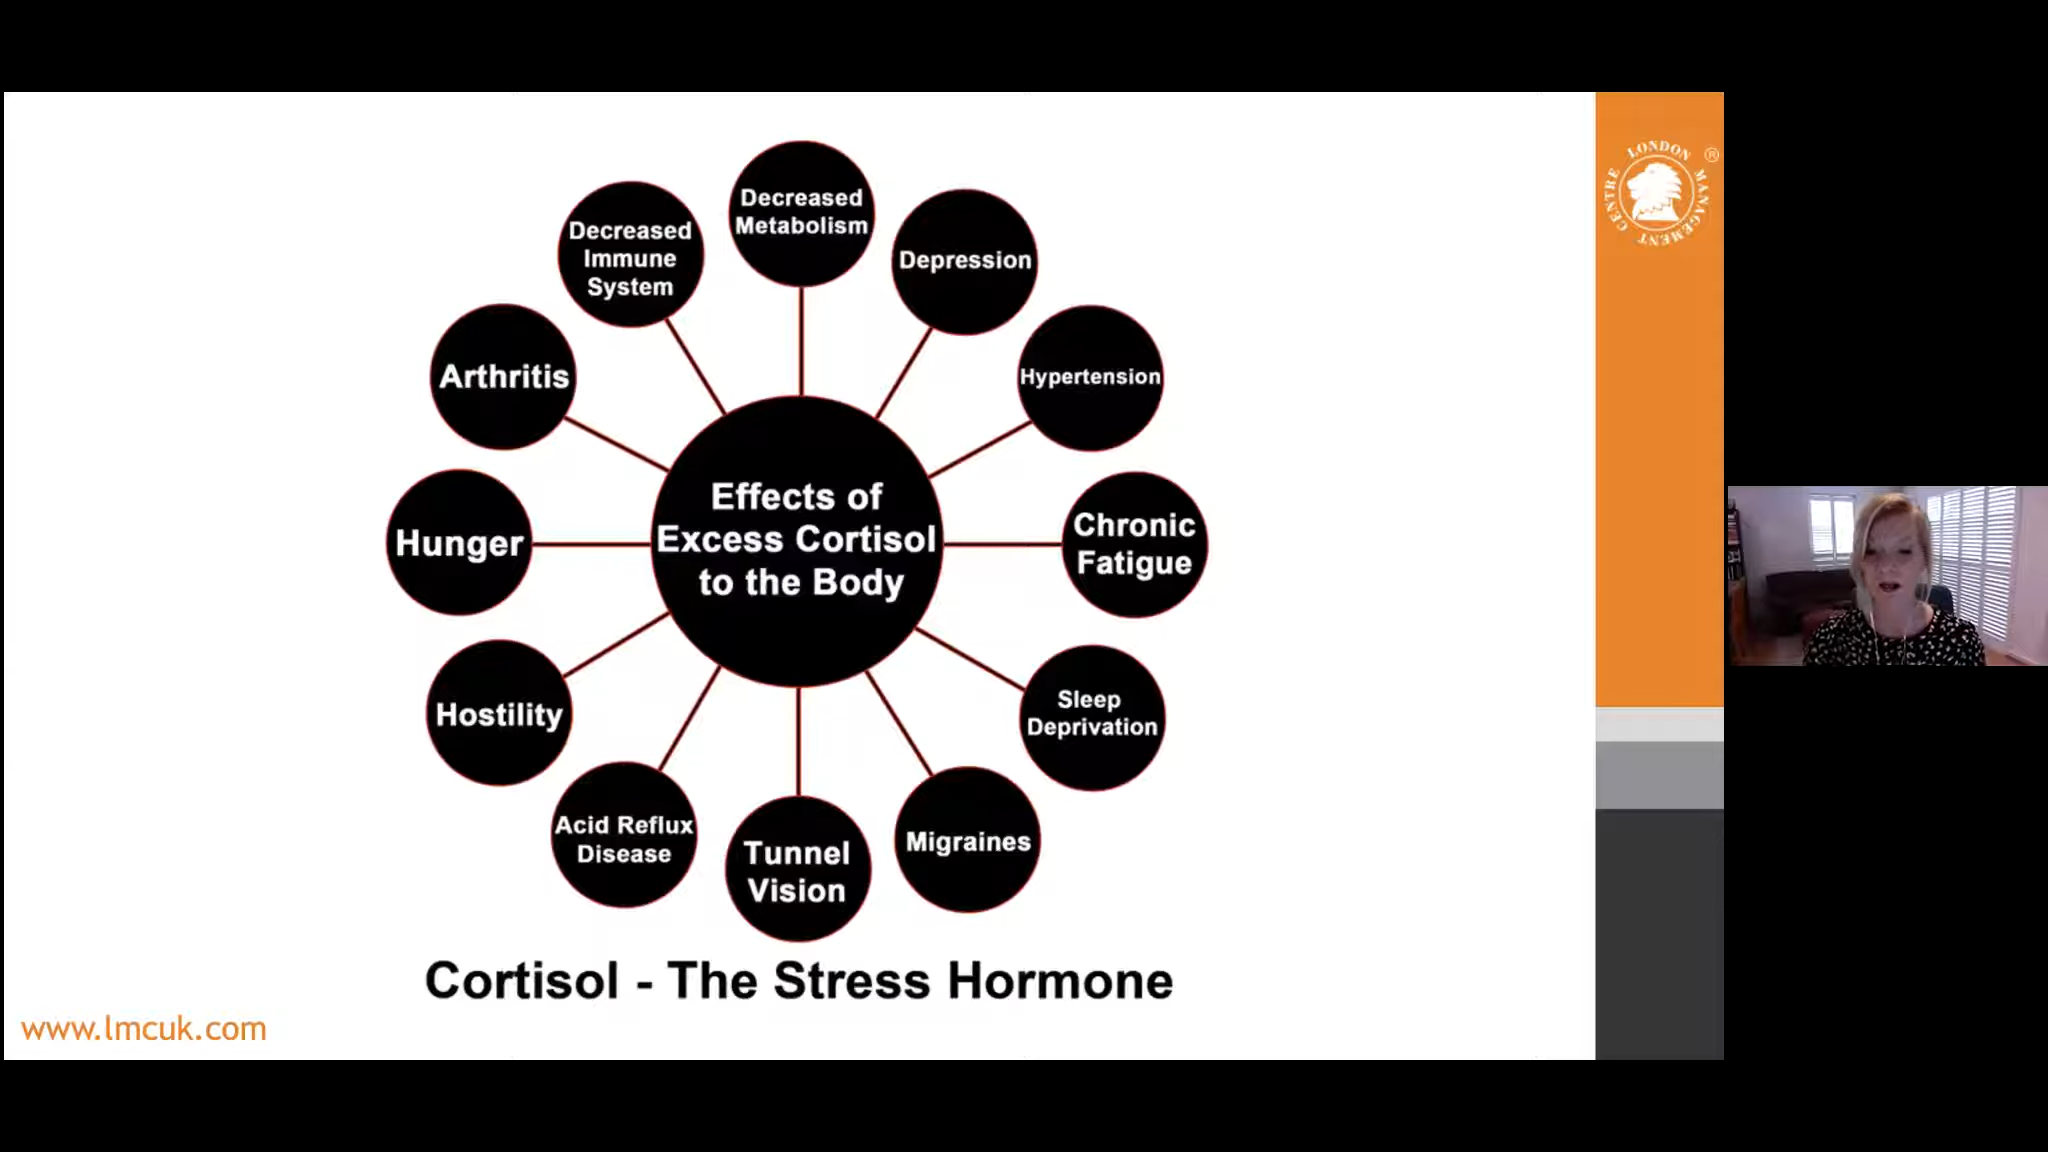 Decreased
Metabolism
Depression
Hypertension
Chronic
Fatigue
Sleep
Deprivation
Migraines
Tunnel
Vision
Acid Reflux
Disease
Hostility
Hunger
Arthritis
Decreased
Immune
System
Effects of
Excess Cortisol
to the Body
Cortisol - The Stress Hormone
www.lmcuk.com
LONDON MANAGEMENT CENTRE ®